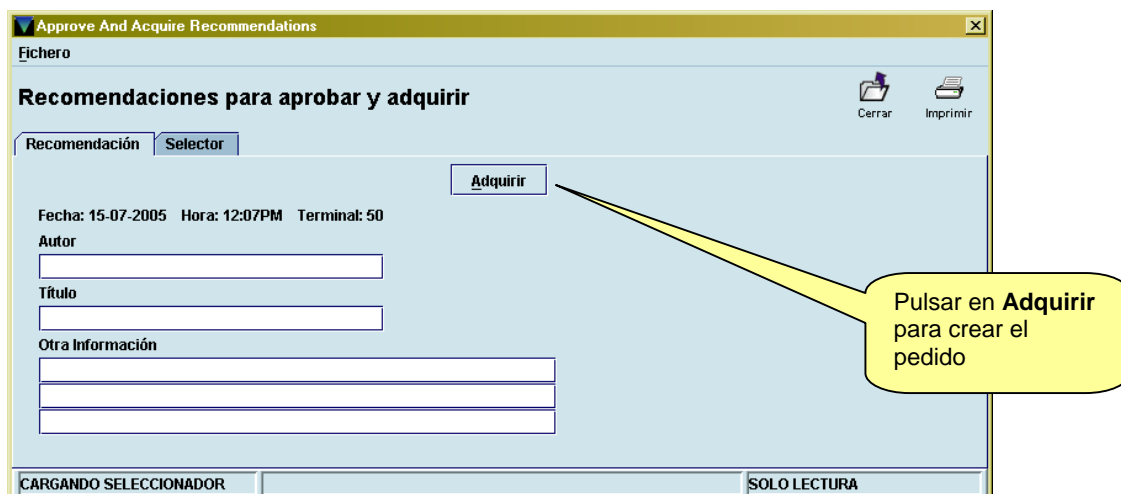 Approve And Acquire Recommendations
Fichero
Recomendaciones para aprobar y adquirir
Cerrar
Imprimir
Recomendación
Selector
Adquirir
Fecha: 15-07-2005 Hora: 12:07PM Terminal: 50
Autor
Título
Otra Información
Pulsar en Adquirir
para crear el
pedido
CARGANDO SELECCIONADOR
SOLO LECTURA